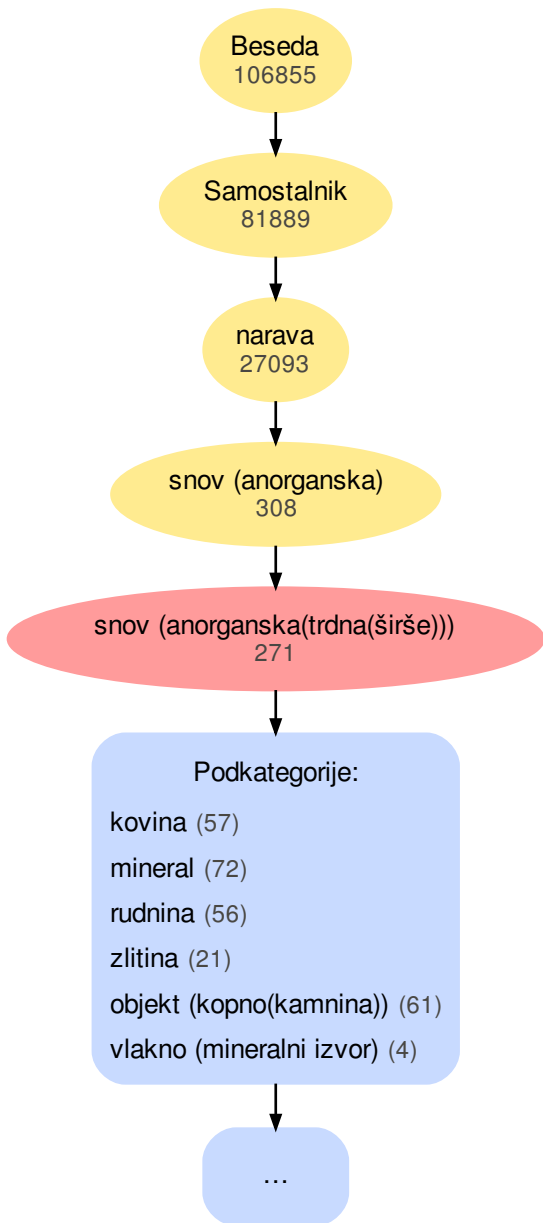 Beseda
106855
Samostalnik
81889
narava
27093
snov (anorganska)
308
snov (anorganska(trdna(širše)))
271
Podkategorije:
kovina (57)
mineral (72)
rudnina (56)
zlitina (21)
objekt (kopno(kamnina)) (61)
vlakno (mineralni izvor) (4)
...